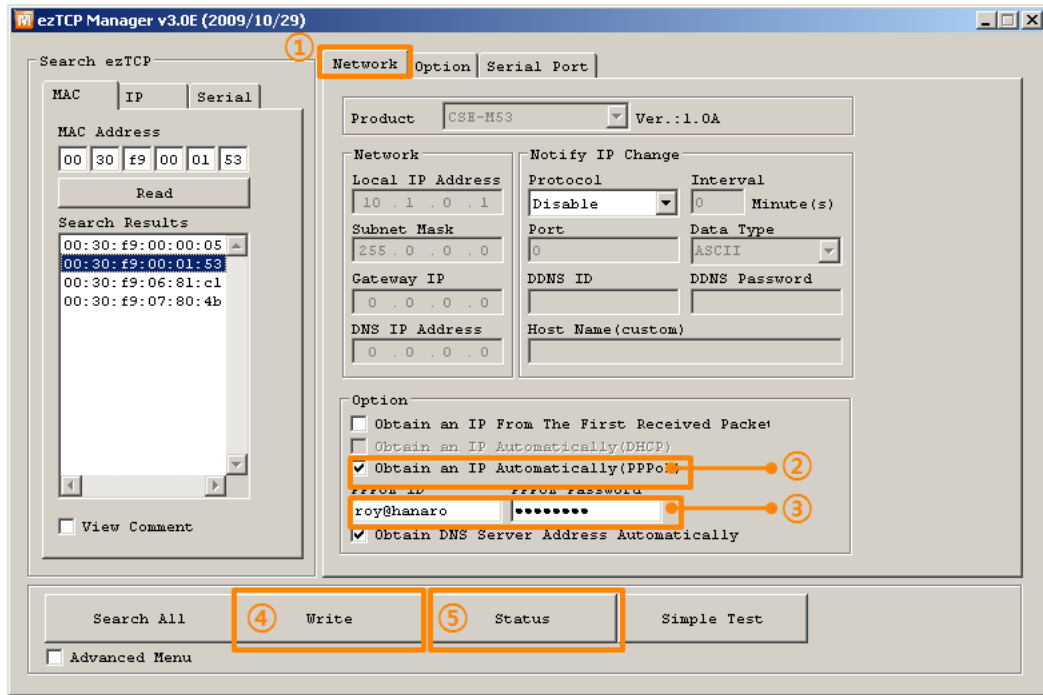 ezTCP Manager v3.0E (2009/10/29)
①
Search ezTCP
MAC IP Serial
MAC Address
00 30 f9 00 01 53
Read
Search Results
00:30:f9:00:00:05
00:30:f9:00:01:53
00:30:f9:06:81:c1
00:30:f9:07:80:4b
View Comment
Network Option Serial Port
Product CSE-M53 Ver.:1.0A
Network
Local IP Address
10 . 1 . 0 . 1
Subnet Mask
255 . 0 . 0 . 0
Gateway IP
0 . 0 . 0 . 0
DNS IP Address
0 . 0 . 0 . 0
Notify IP Change
Protocol Interval
Disable 0 Minute(s)
Port Data Type
0 ASCII
DDNS ID DDNS Password
Host Name(custom)
Option
Obtain an IP From The First Received Packet
Obtain an IP Automatically(DHCP)
Obtain an IP Automatically(PPPoE) ②
PPPoE ID PPPoE Password
roy@hanaro ●●●●●●●● ③
Obtain DNS Server Address Automatically
Search All ④ Write ⑤ Status Simple Test
Advanced Menu